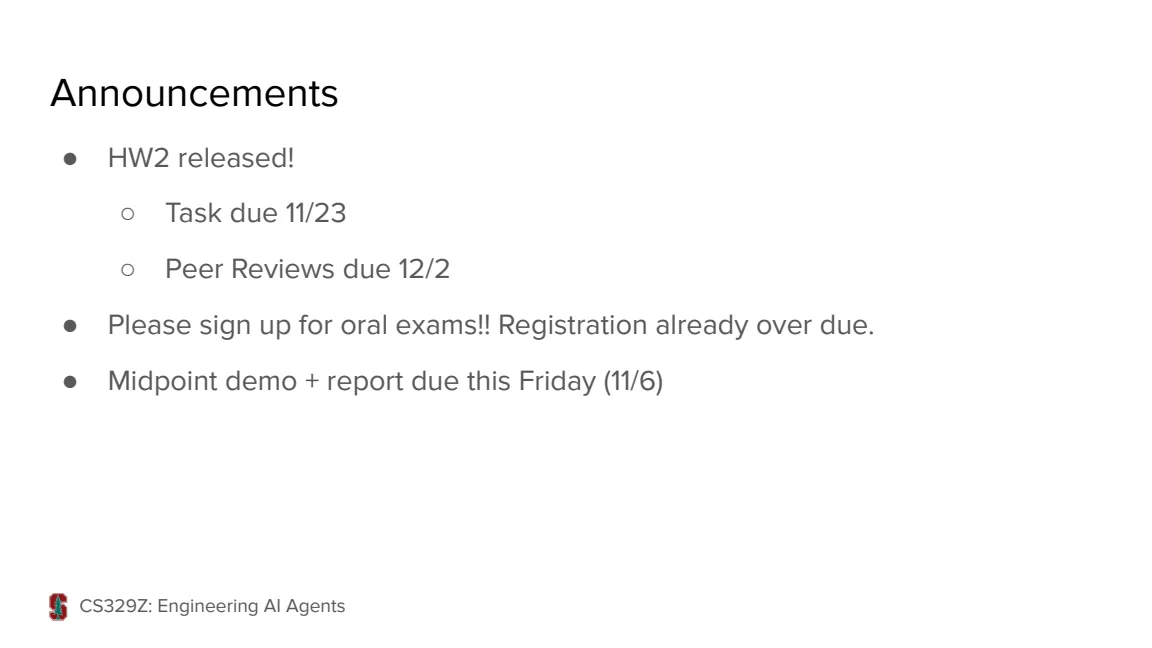 Announcements
● HW2 released!
○ Task due 11/23
○ Peer Reviews due 12/2
● Please sign up for oral exams!! Registration already over due.
● Midpoint demo + report due this Friday (11/6)
CS329Z: Engineering AI Agents